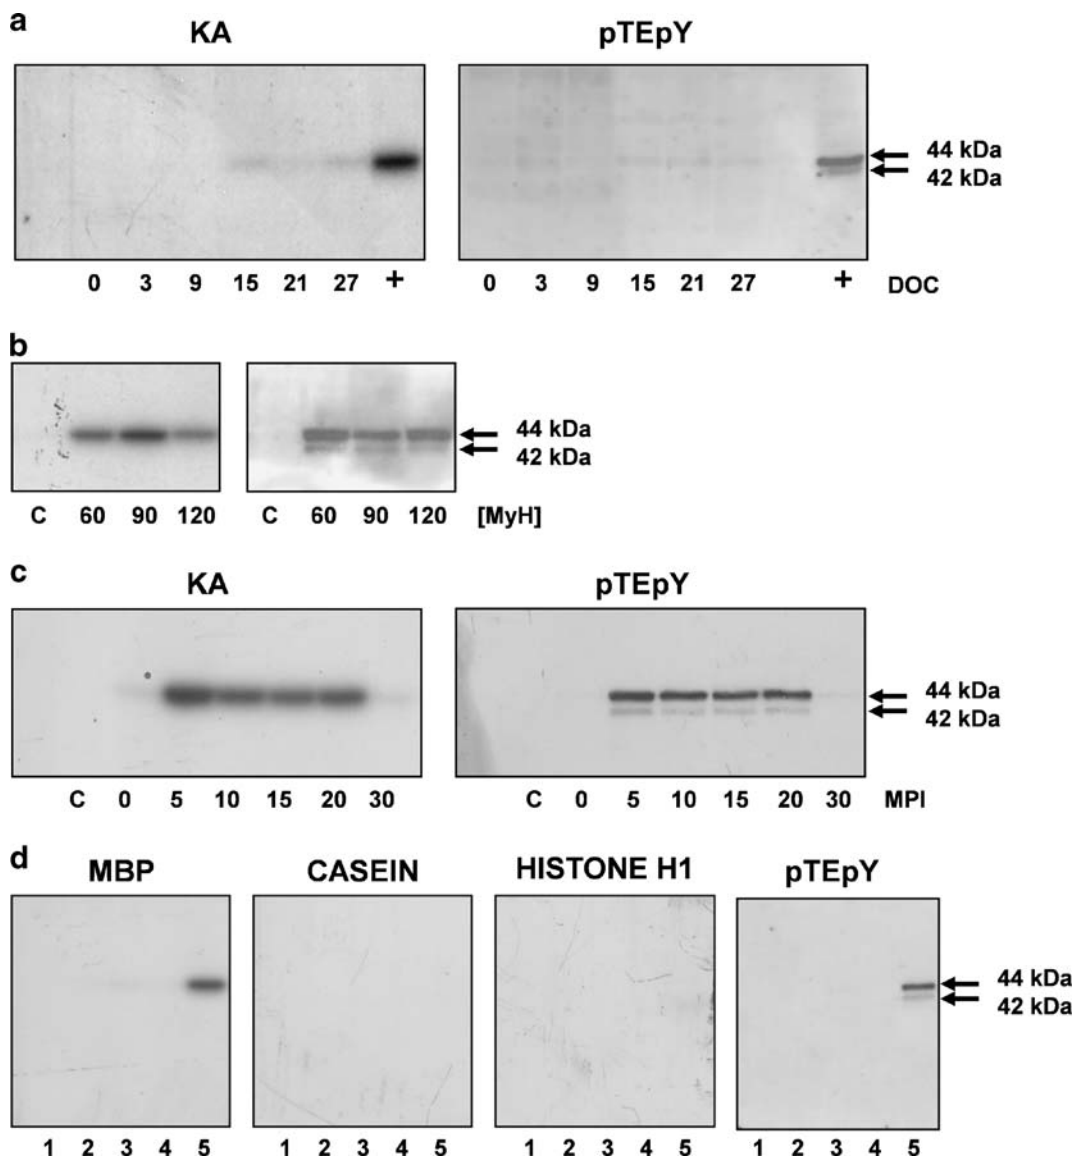 a
KA pTEpY
44 kDa
42 kDa
0 3 9 15 21 27 + 0 3 9 15 21 27 + DOC
b
44 kDa
42 kDa
C 60 90 120 C 60 90 120 [MyH]
c
KA pTEpY
44 kDa
42 kDa
C 0 5 10 15 20 30 C 0 5 10 15 20 30 MPI
d
MBP CASEIN HISTONE H1 pTEpY
44 kDa
42 kDa
1 2 3 4 5 1 2 3 4 5 1 2 3 4 5 1 2 3 4 5